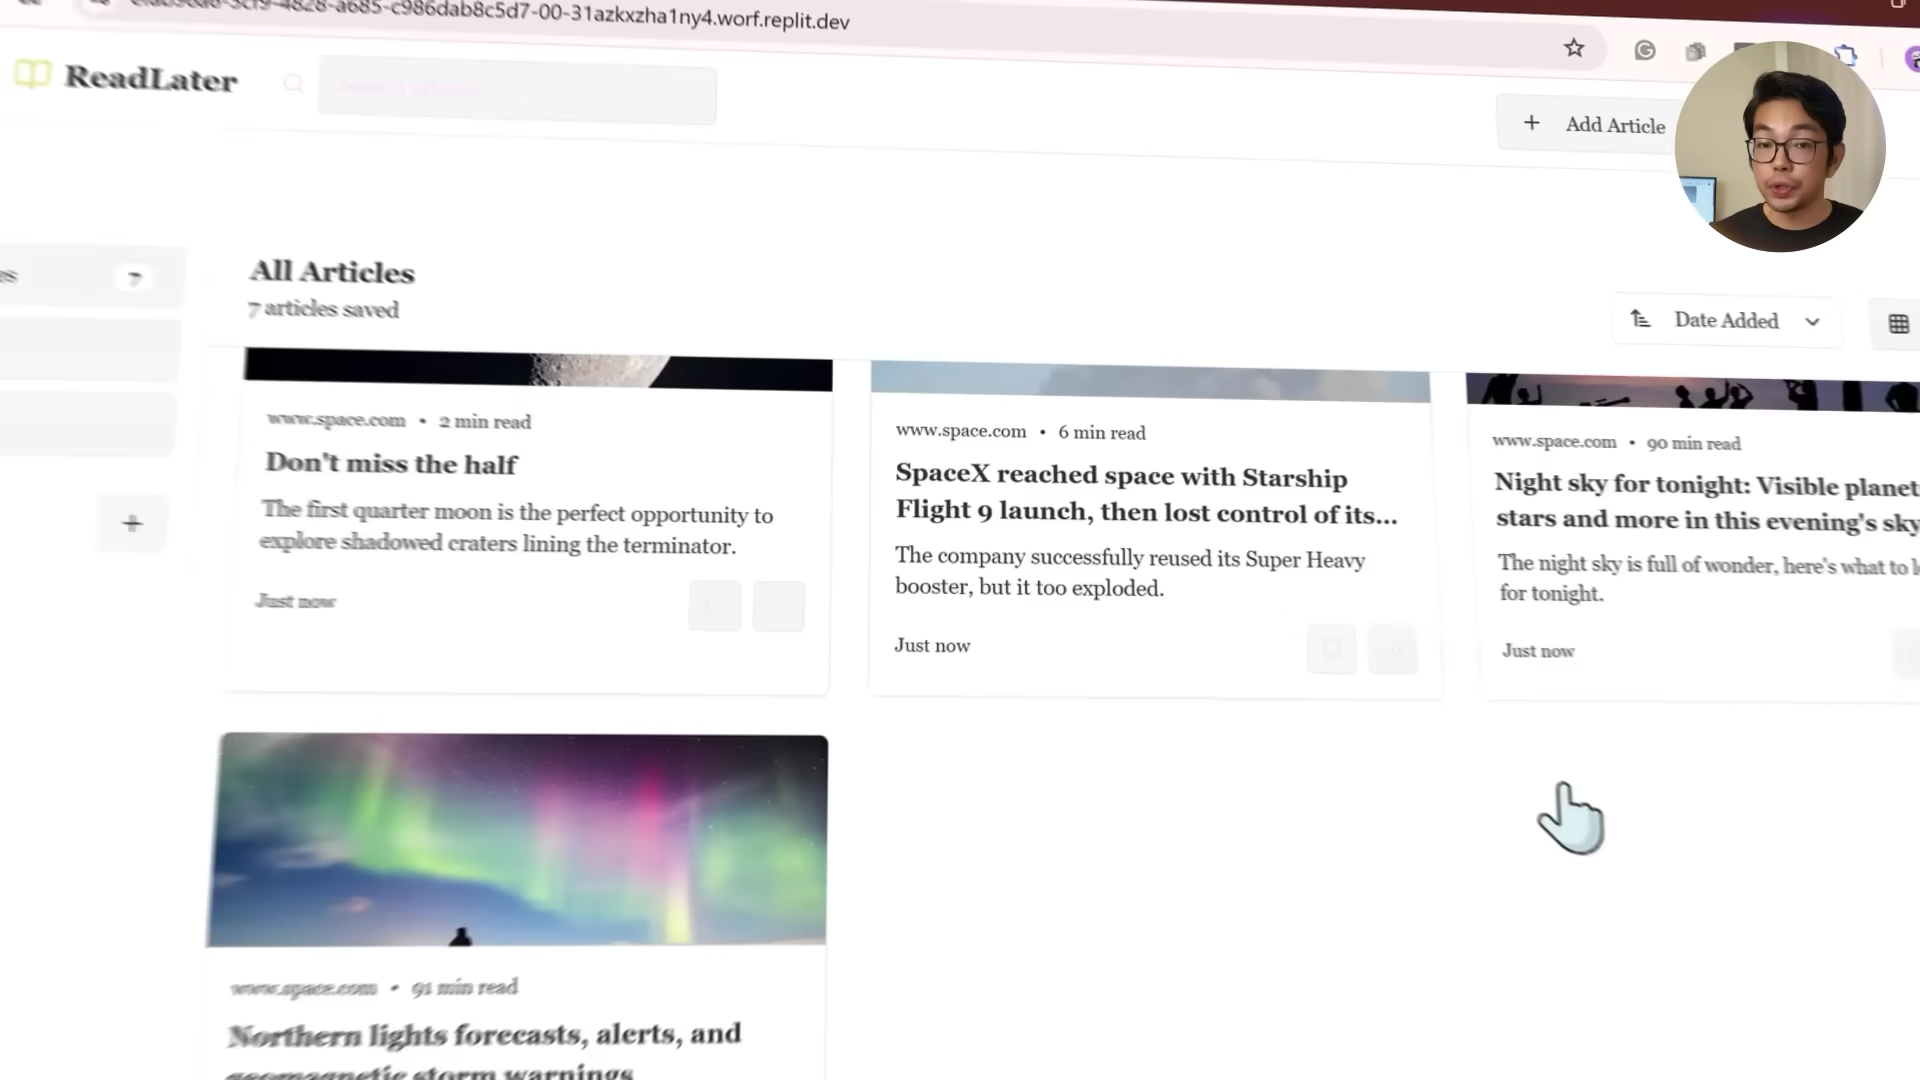 c986dab8c5d7-00-31azkxzha1ny4.worf.replit.dev
ReadLater
Add Article
All Articles
7 articles saved
7
Date Added
www.space.com • 2 min read
Don't miss the half
The first quarter moon is the perfect opportunity to
explore shadowed craters lining the terminator.
Just now
www.space.com • 6 min read
SpaceX reached space with Starship
Flight 9 launch, then lost control of its...
The company successfully reused its Super Heavy
booster, but it too exploded.
Just now
www.space.com • 90 min read
Night sky for tonight: Visible planet
stars and more in this evening's sky
The night sky is full of wonder, here's what to l
for tonight.
Just now
www.space.com • 91 min read
Northern lights forecasts, alerts, and
geomagnetic storm warnings